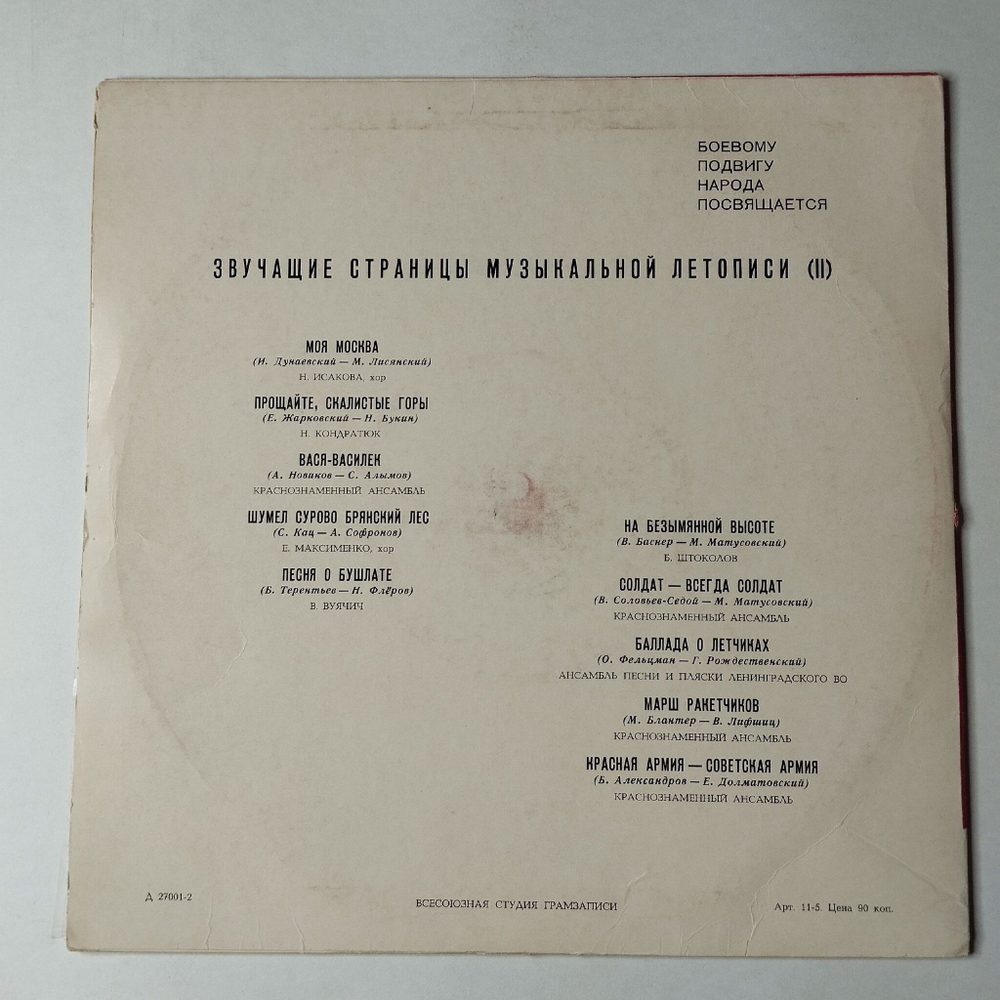 БОЕВОМУ
ПОДВИГУ
НАРОДА
ПОСВЯЩАЕТСЯ
ЗВУЧАЩИЕ СТРАНИЦЫ МУЗЫКАЛЬНОЙ ЛЕТОПИСИ (II)
МОЯ МОСКВА
(И. Дунаевский — М. Лисянский)
Н. ИСАКОВА, хор
ПРОЩАЙТЕ, СКАЛИСТЫЕ ГОРЫ
(Е. Жарковский — Н. Букин)
Н. КОНДРАТЮК
ВАСЯ-ВАСИЛЕК
(А. Новиков — С. Алымов)
КРАСНОЗНАМЕННЫЙ АНСАМБЛЬ
ШУМЕЛ СУРОВО БРЯНСКИЙ ЛЕС
(С. Кац — А. Софронов)
Е. МАКСИМЕНКО, хор
ПЕСНЯ О БУШЛАТЕ
(Б. Терентьев — Н. Флёров)
В. ВУЯЧИЧ
НА БЕЗЫМЯННОЙ ВЫСОТЕ
(В. Баснер — М. Матусовский)
Б. ШТОКОЛОВ
СОЛДАТ — ВСЕГДА СОЛДАТ
(В. Соловьев-Седой — М. Матусовский)
КРАСНОЗНАМЕННЫЙ АНСАМБЛЬ
БАЛЛАДА О ЛЕТЧИКАХ
(О. Фельцман — Г. Рождественский)
АНСАМБЛЬ ПЕСНИ И ПЛЯСКИ ЛЕНИНГРАДСКОГО ВО
МАРШ РАКЕТЧИКОВ
(М. Блантер — В. Лифшиц)
КРАСНОЗНАМЕННЫЙ АНСАМБЛЬ
КРАСНАЯ АРМИЯ — СОВЕТСКАЯ АРМИЯ
(Б. Александров — Е. Долматовский)
КРАСНОЗНАМЕННЫЙ АНСАМБЛЬ
Д 27001-2
ВСЕСОЮЗНАЯ СТУДИЯ ГРАМЗАПИСИ
Арт. 11-5. Цена 90 коп.